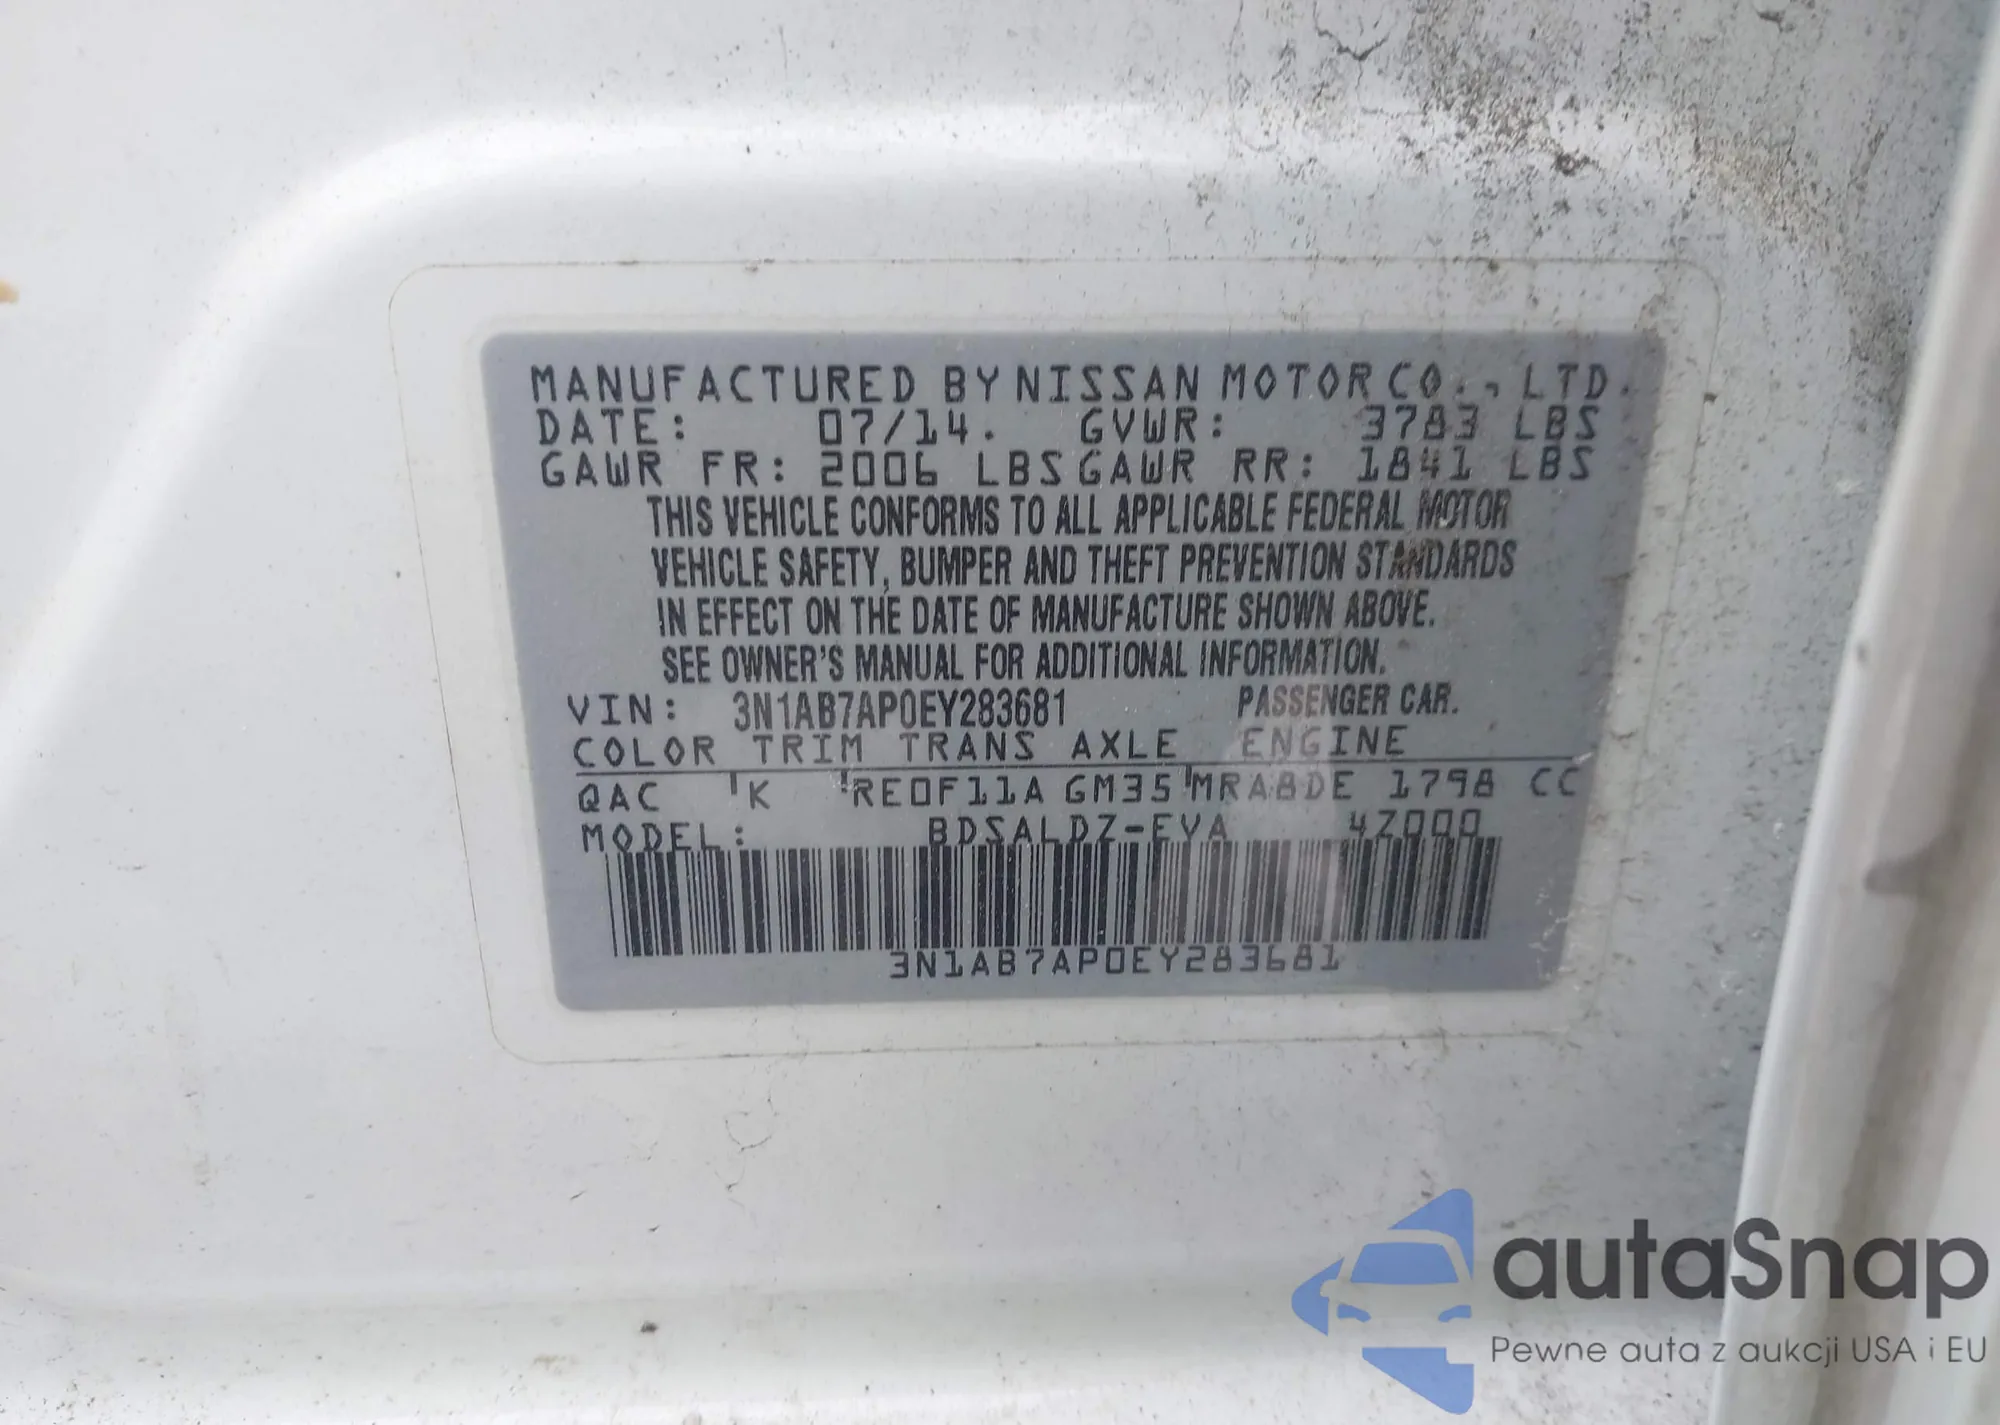 MANUFACTURED BY NISSAN MOTOR CO., LTD.
DATE: 07/14. GVWR: 3783 LBS
GAWR FR: 2006 LBS GAWR RR: 1841 LBS
THIS VEHICLE CONFORMS TO ALL APPLICABLE FEDERAL MOTOR
VEHICLE SAFETY, BUMPER AND THEFT PREVENTION STANDARDS
IN EFFECT ON THE DATE OF MANUFACTURE SHOWN ABOVE.
SEE OWNER'S MANUAL FOR ADDITIONAL INFORMATION.
VIN: 3N1AB7AP0EY283681 PASSENGER CAR.
COLOR TRIM TRANS AXLE ENGINE
QAC K RE0F11A GM35 MRA8DE 1798 CC
MODEL: BDSALDZ-EVA 4Z000
3N1AB7AP0EY283681
autaSnap
Pewne auta z aukcji USA i EU